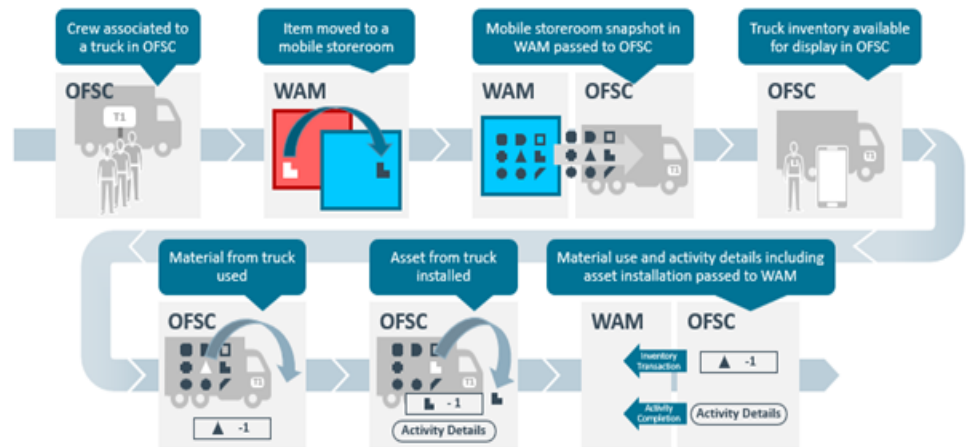 Crew associated to
a truck in OFSC
OFSC
T1
T1
Item moved to a
mobile storeroom
WAM
Mobile storeroom snapshot in
WAM passed to OFSC
WAM
OFSC
T1
Truck inventory available
for display in OFSC
OFSC
T1
Material from truck
used
OFSC
T1
-1
Asset from truck
installed
OFSC
T1
- 1
Activity Details
Material use and activity details including
asset installation passed to WAM
WAM
OFSC
Inventory
Transaction
-1
Activity
Completion
Activity Details